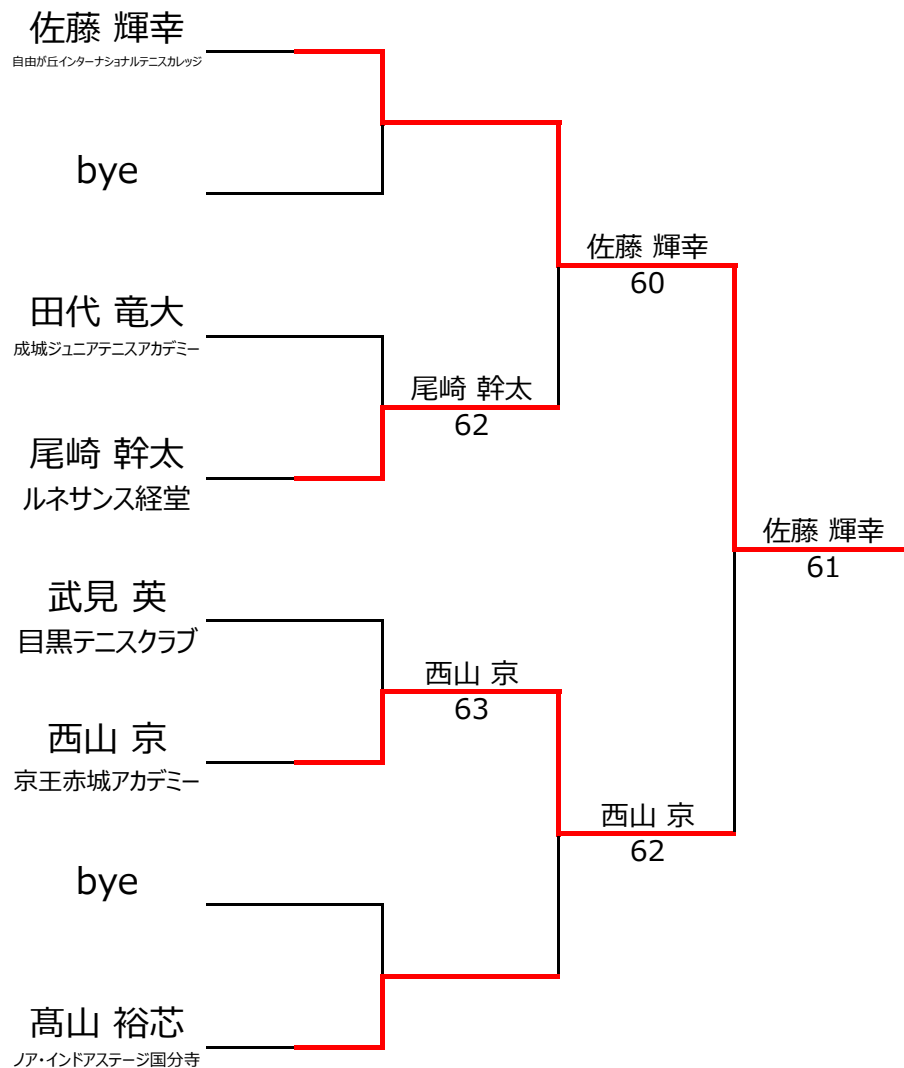 佐藤 輝幸
自由が丘インターナショナルテニスカレッジ
bye
田代 竜大
成城ジュニアテニスアカデミー
尾崎 幹太
ルネサンス経堂
武見 英
目黒テニスクラブ
西山 京
京王赤城アカデミー
bye
髙山 裕芯
ノア・インドアステージ国分寺
尾崎 幹太
62
西山 京
63
佐藤 輝幸
60
西山 京
62
佐藤 輝幸
61